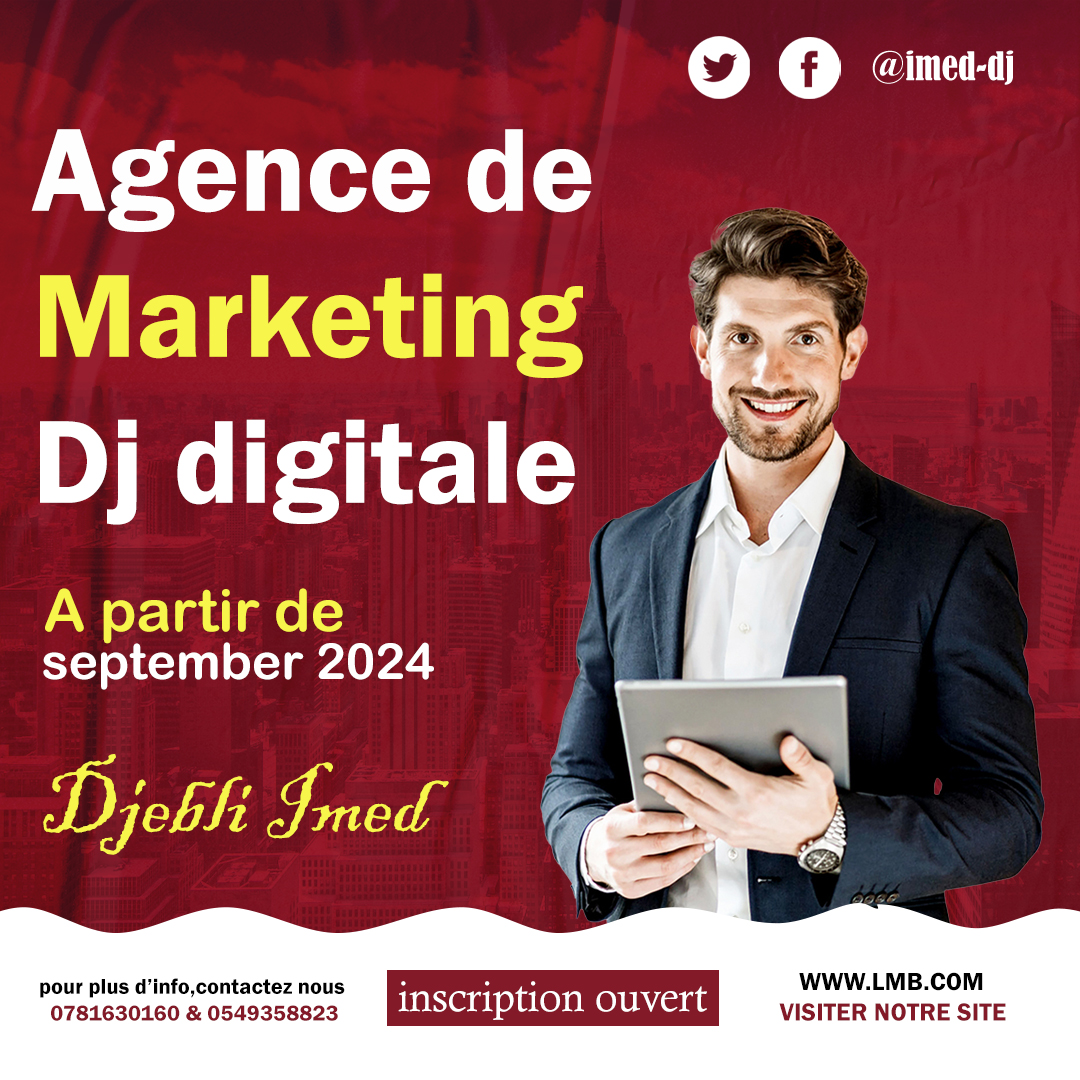 @imed-dj
Agence de
Marketing
Dj digitale
A partir de
september 2024
Djebli Imed
pour plus d’info,contactez nous
0781630160 & 0549358823
inscription ouvert
WWW.LMB.COM
VISITER NOTRE SITE